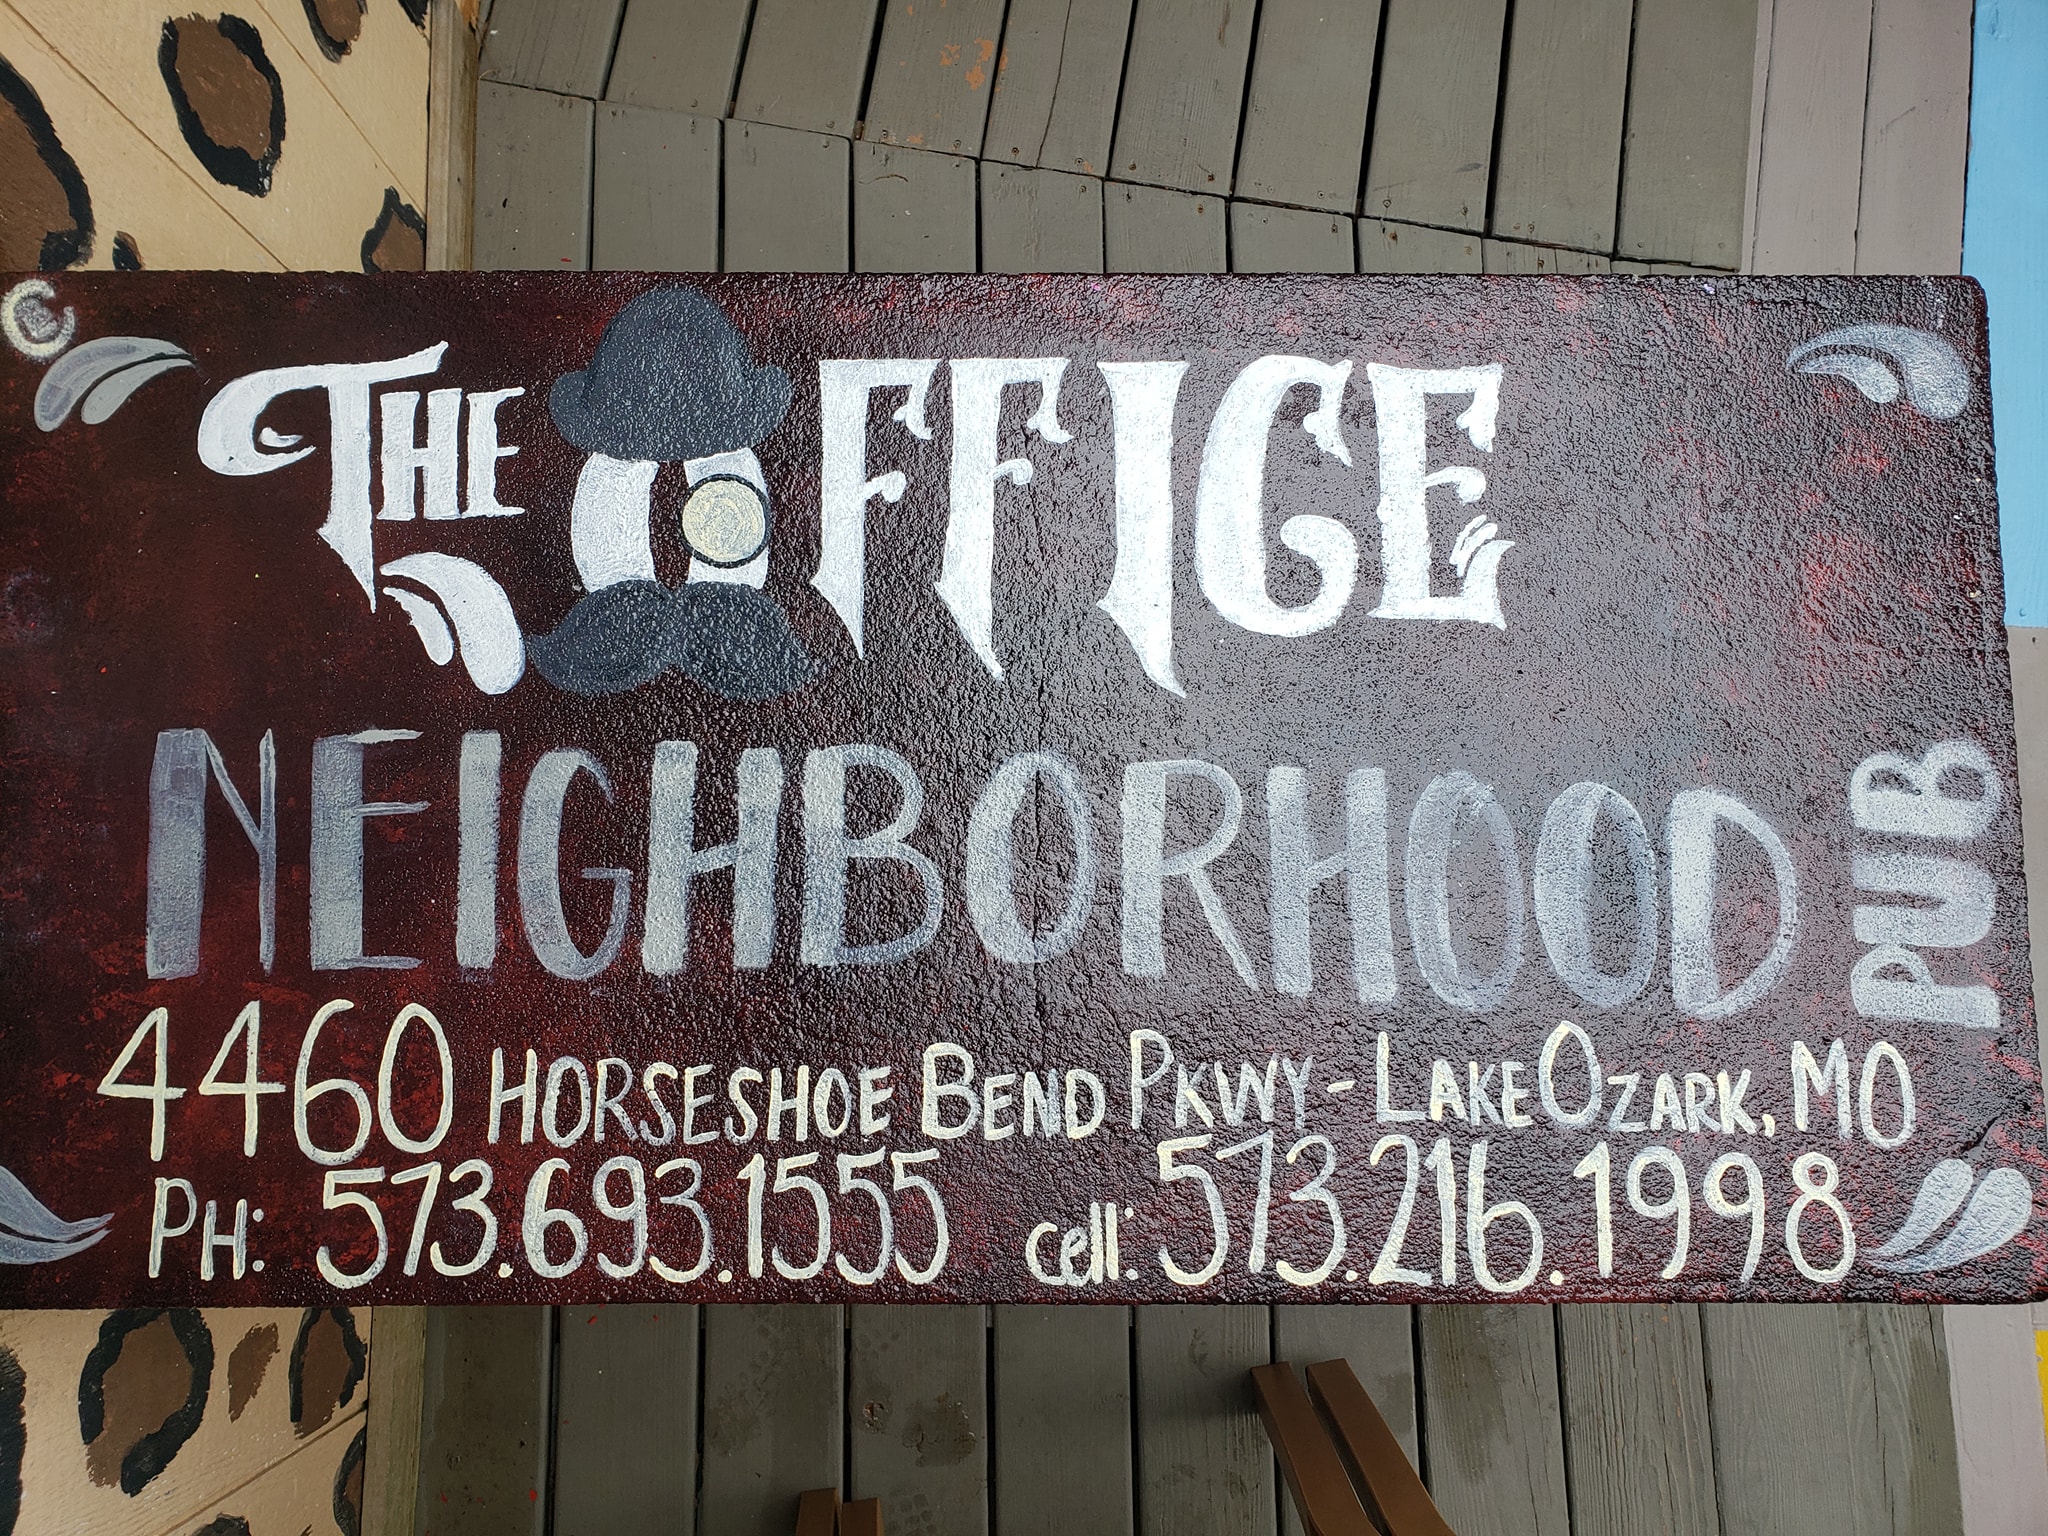 THE OFFICE
NEIGHBORHOOD PUB
4460 HORSESHOE BEND PKWY - LAKE OZARK, MO
PH: 573.693.1555 cell: 573.216.1998